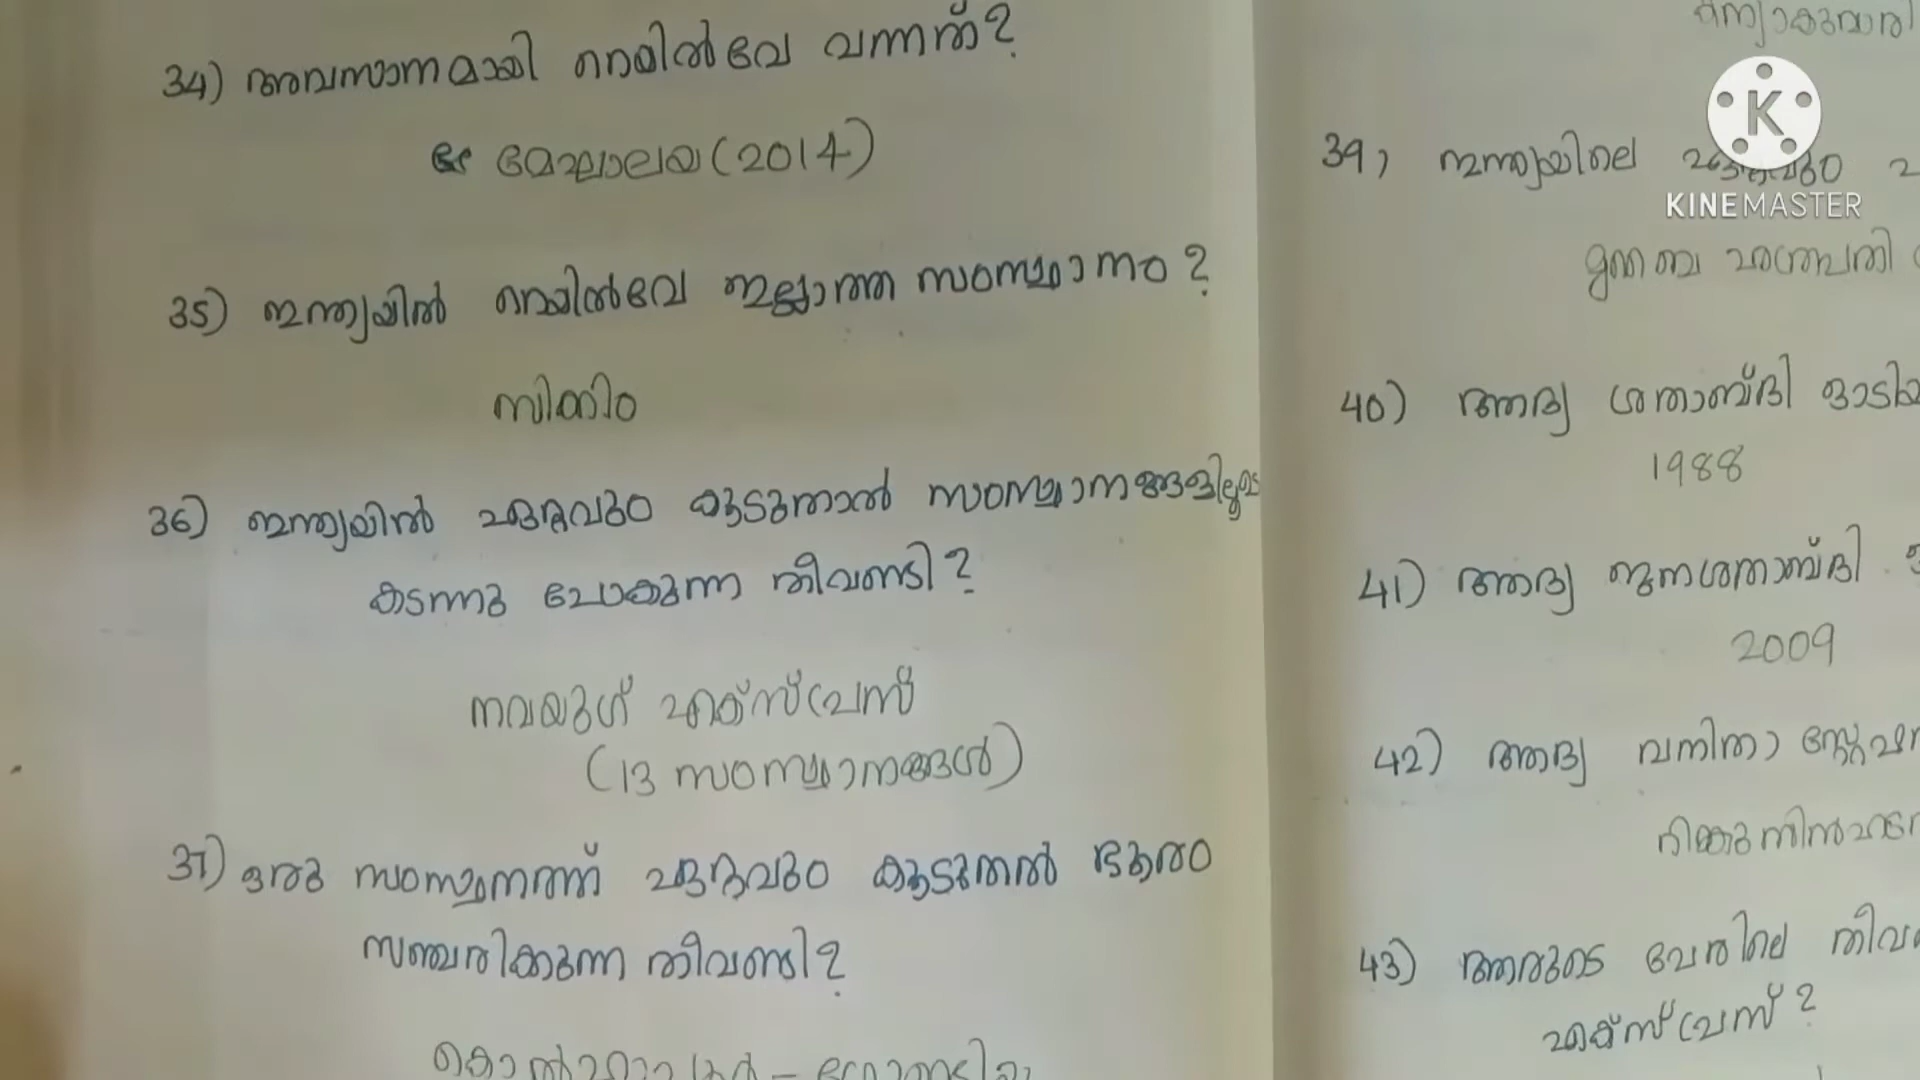 34) അവസാനമായി റെയിൽവേ വന്നത്?
മേഘാലയ (2014)
35) ഇന്ത്യയിൽ റെയിൽവേ ഇല്ലാത്ത സംസ്ഥാനം?
സിക്കിം
36) ഇന്ത്യയിൽ ഏറ്റവും കൂടുതാൽ സംസ്ഥാനങ്ങളിലൂടെ
കടന്നു പോകുന്ന തീവണ്ടി?
നവയുഗ് എക്സ്പ്രസ്സ്
(13 സംസ്ഥാനങ്ങൾ)
37) ഒരു സംസ്ഥാനത്ത് ഏറ്റവും കൂടുതൽ ദൂരം
സഞ്ചരിക്കുന്ന തീവണ്ടി?
39) ഇന്ത്യയിലെ ഏറ്റവും
40) ആദ്യ ശതാബ്ദി
1988
41) ആദ്യ ജനശതാബ്ദി
2009
42) ആദ്യ വനിതാ
43) ആരുടെ പേരിലെ
എക്സ്പ്രസ്?
KINEMASTER